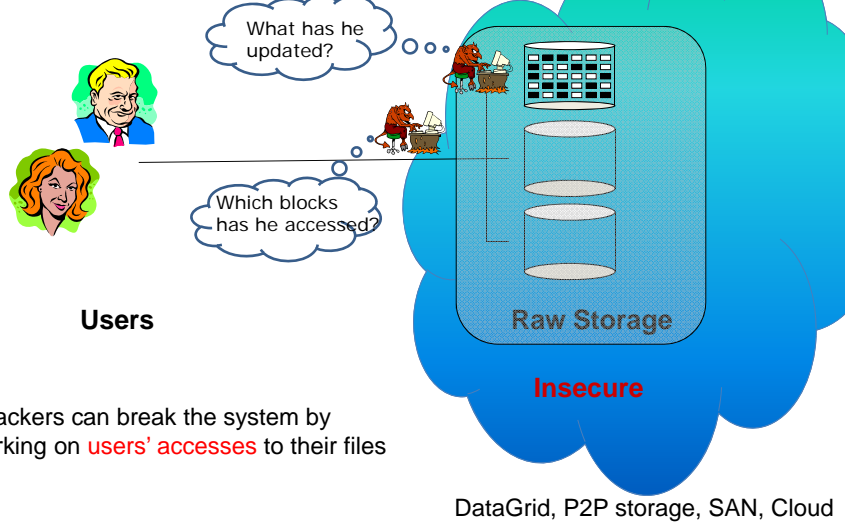 What has he
updated?
Which blocks
has he accessed?
Users
Raw Storage
Insecure
ackers can break the system by
rking on users' accesses to their files
DataGrid, P2P storage, SAN, Cloud